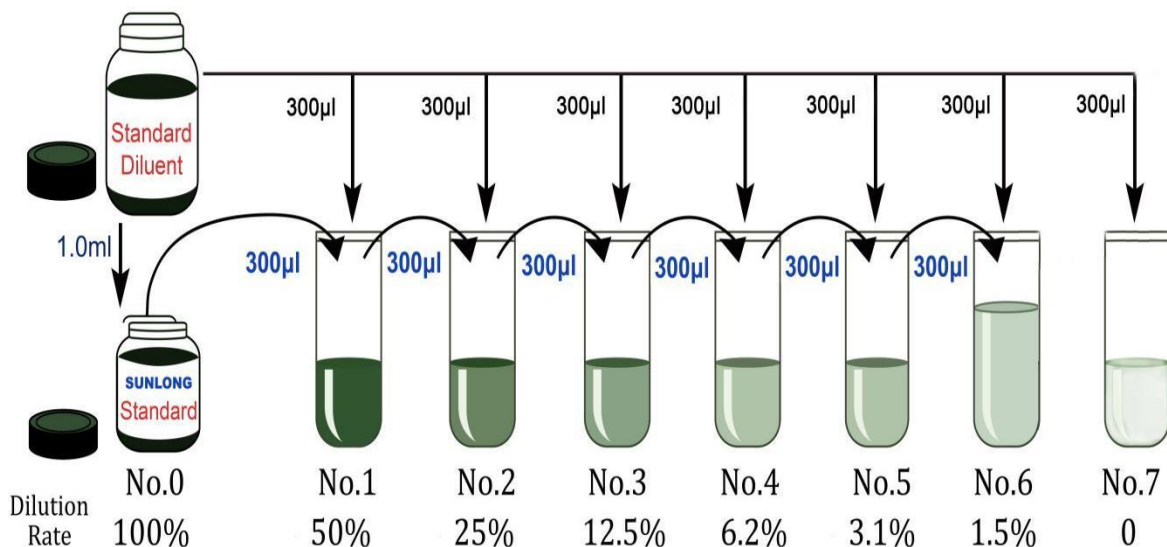 300µl 300µl 300µl 300µl 300µl 300µl 300µl
Standard
Diluent
1.0ml
300µl 300µl 300µl 300µl 300µl 300µl
SUNLONG
Standard
No.0 No.1 No.2 No.3 No.4 No.5 No.6 No.7
Dilution
Rate
100% 50% 25% 12.5% 6.2% 3.1% 1.5% 0